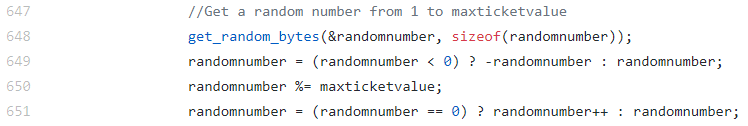 647 //Get a random number from 1 to maxticketvalue
648 get_random_bytes(&randomnumber, sizeof(randomnumber));
649 randomnumber = (randomnumber < 0) ? -randomnumber : randomnumber;
650 randomnumber %= maxticketvalue;
651 randomnumber = (randomnumber == 0) ? randomnumber++ : randomnumber;